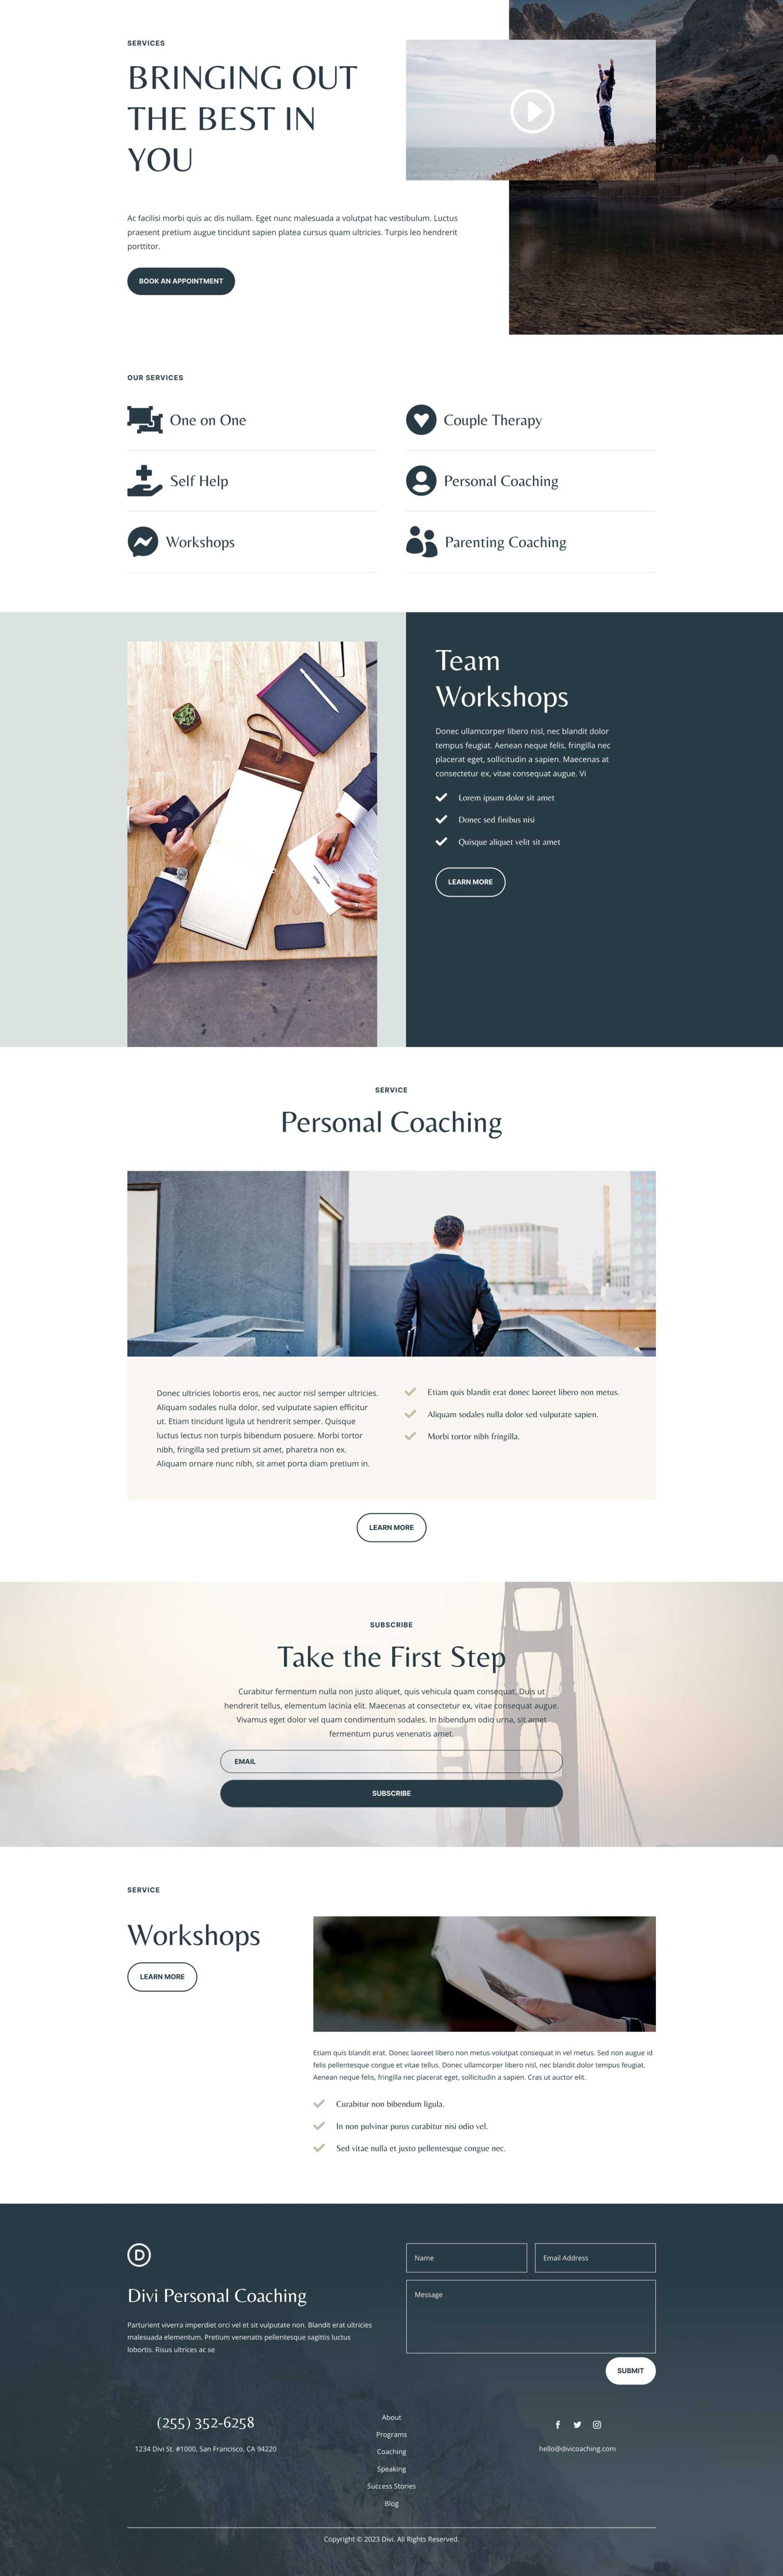 SERVICES
BRINGING OUT
THE BEST IN
YOU
Ac facilisi morbi quis ac dis nullam. Eget nunc malesuada a volutpat hac vestibulum. Luctus
praesent pretium augue tincidunt sapien platea cursus quam ultricies. Turpis leo hendrerit
porttitor.
BOOK AN APPOINTMENT
OUR SERVICES
One on One
Couple Therapy
Self Help
Personal Coaching
Workshops
Parenting Coaching
Team
Workshops
Donec ullamcorper libero nisl, nec blandit dolor
tempus feugiat. Aenean neque felis, fringilla nec
placerat eget, sollicitudin a sapien. Maecenas at
consectetur ex, vitae consequat augue. Vi
Lorem ipsum dolor sit amet
Donec sed finibus nisi
Quisque aliquet velit sit amet
LEARN MORE
SERVICE
Personal Coaching
Donec ultricies lobortis eros, nec auctor nisl semper ultricies.
Aliquam sodales nulla dolor, sed vulputate sapien efficitur
ut. Etiam tincidunt ligula ut hendrerit semper. Quisque
luctus lectus non turpis bibendum posuere. Morbi tortor
nibh, fringilla sed pretium sit amet, pharetra non ex.
Aliquam ornare nunc nibh, sit amet porta diam pretium in.
Etiam quis blandit erat donec laoreet libero non metus.
Aliquam sodales nulla dolor sed vulputate sapien.
Morbi tortor nibh fringilla.
LEARN MORE
SUBSCRIBE
Take the First Step
Curabitur fermentum nulla non justo aliquet, quis vehicula quam consequat. Duis ut
hendrerit tellus, elementum lacinia elit. Maecenas at consectetur ex, vitae consequat augue.
Vivamus eget dolor vel quam condimentum sodales. In bibendum odio urna, sit amet
fermentum purus venenatis amet.
EMAIL
SUBSCRIBE
SERVICE
Workshops
LEARN MORE
Etiam quis blandit erat. Donec laoreet libero non metus volutpat consequat in vel metus. Sed non augue id
felis pellentesque congue et vitae tellus. Donec ullamcorper libero nisl, nec blandit dolor tempus feugiat.
Aenean neque felis, fringilla nec placerat eget, sollicitudin a sapien. Cras ut auctor elit.
Curabitur non bibendum ligula.
In non pulvinar purus curabitur nisi odio vel.
Sed vitae nulla et justo pellentesque congue nec.
D
Divi Personal Coaching
Parturient viverra imperdiet orci vel et sit vulputate non. Blandit erat ultricies
malesuada elementum. Pretium venenatis pellentesque sagittis luctus
lobortis. Risus ultrices ac se
Name
Email Address
Message
SUBMIT
(255) 352-6258
1234 Divi St. #1000, San Francisco, CA 94220
About
Programs
Coaching
Speaking
Success Stories
Blog
hello@divicoaching.com
Copyright © 2023 Divi. All Rights Reserved.